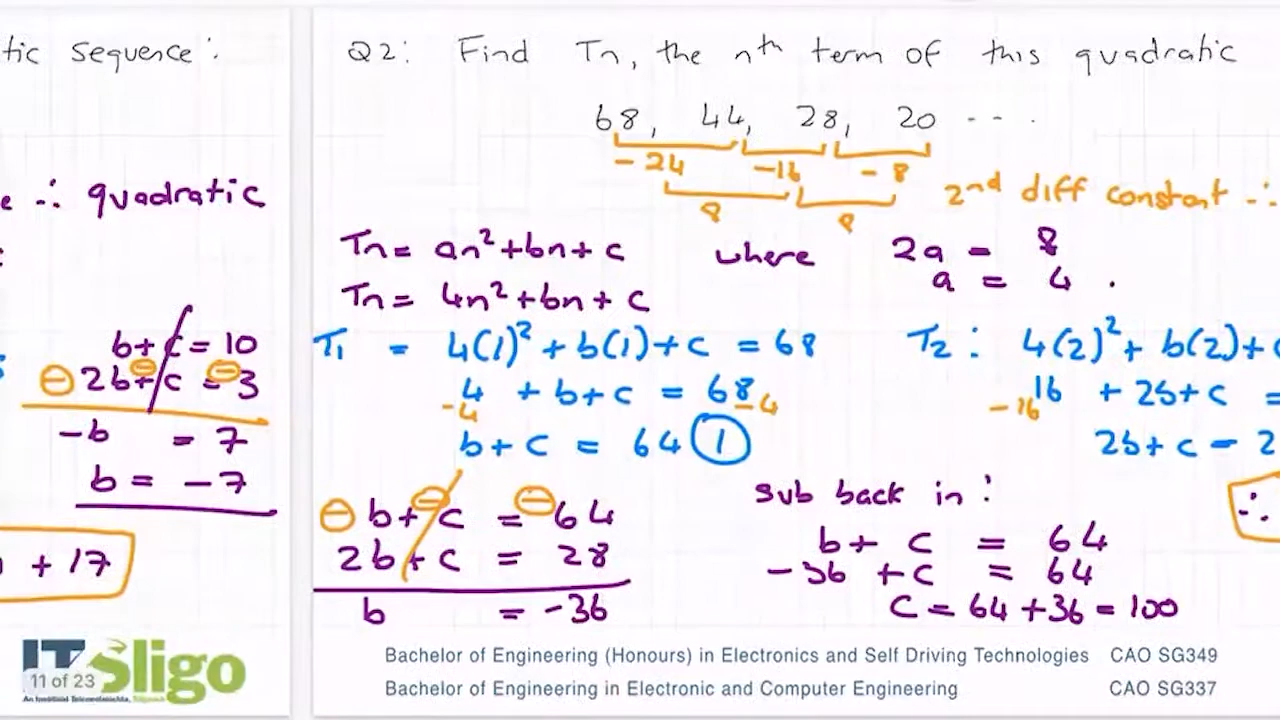 tic sequence:
e ∴ quadratic
b+c = 10
⊖ 2b+c = 3
⊖ ⊖
-b = 7
b = -7
+ 17
IT Sligo
11 of 23
Q2: Find Tn, the nth term of this quadratic
68, 44, 28, 20 ----
-24 -16 -8
8 8
2nd diff constant ∴
Tn = an²+bn+c where 2a = 8
Tn = 4n²+bn+c a = 4 .
T₁ = 4(1)²+b(1)+c = 68
4 + b+c = 68
-4 -4
b+c = 64 ①
T₂: 4(2)²+b(2)+c
16 + 2b+c =
-16
2b+c = 2
⊖ b+c = 64
⊖ ⊖
2b+c = 28
b = -36
Sub back in:
b+ c = 64
-36 +c = 64
c = 64+36 = 100
∴
Bachelor of Engineering (Honours) in Electronics and Self Driving Technologies CAO SG349
Bachelor of Engineering in Electronic and Computer Engineering CAO SG337